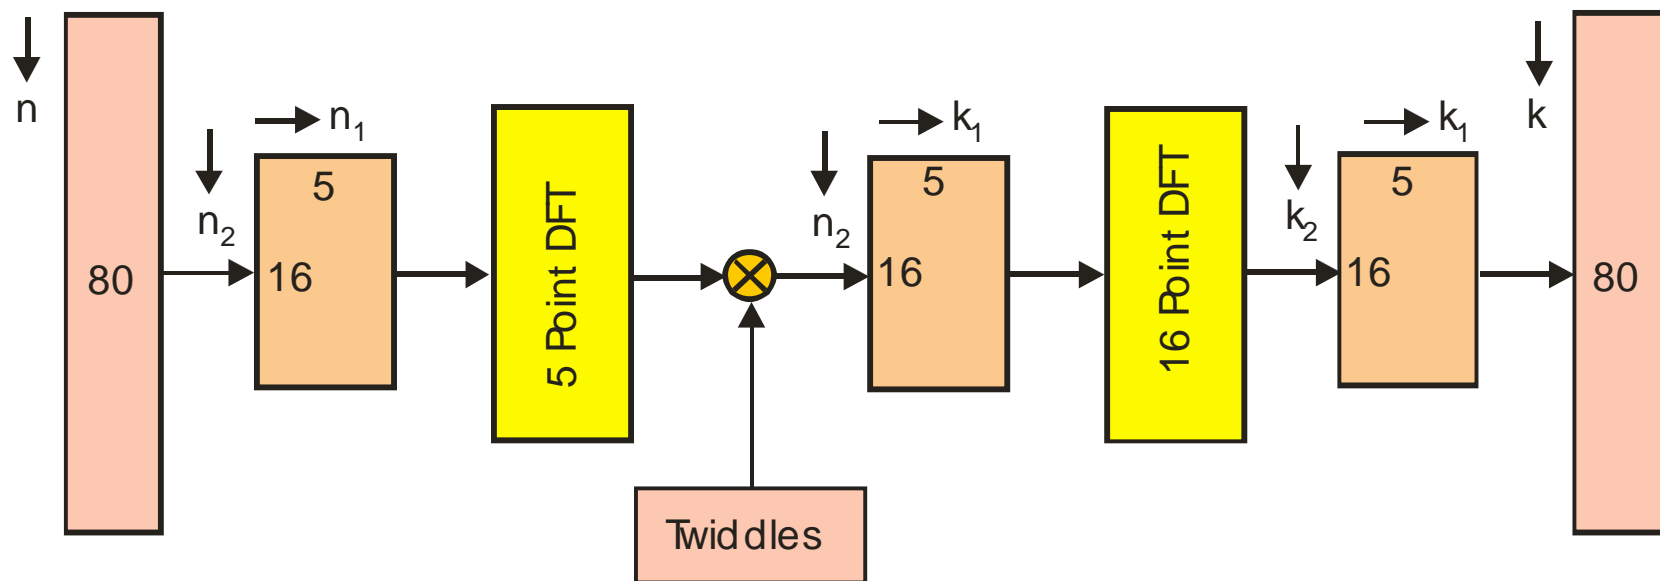 n
80
n2
n1
5
16
5 Point DFT
Twiddles
n2
k1
5
16
16 Point DFT
k2
k1
5
16
k
80